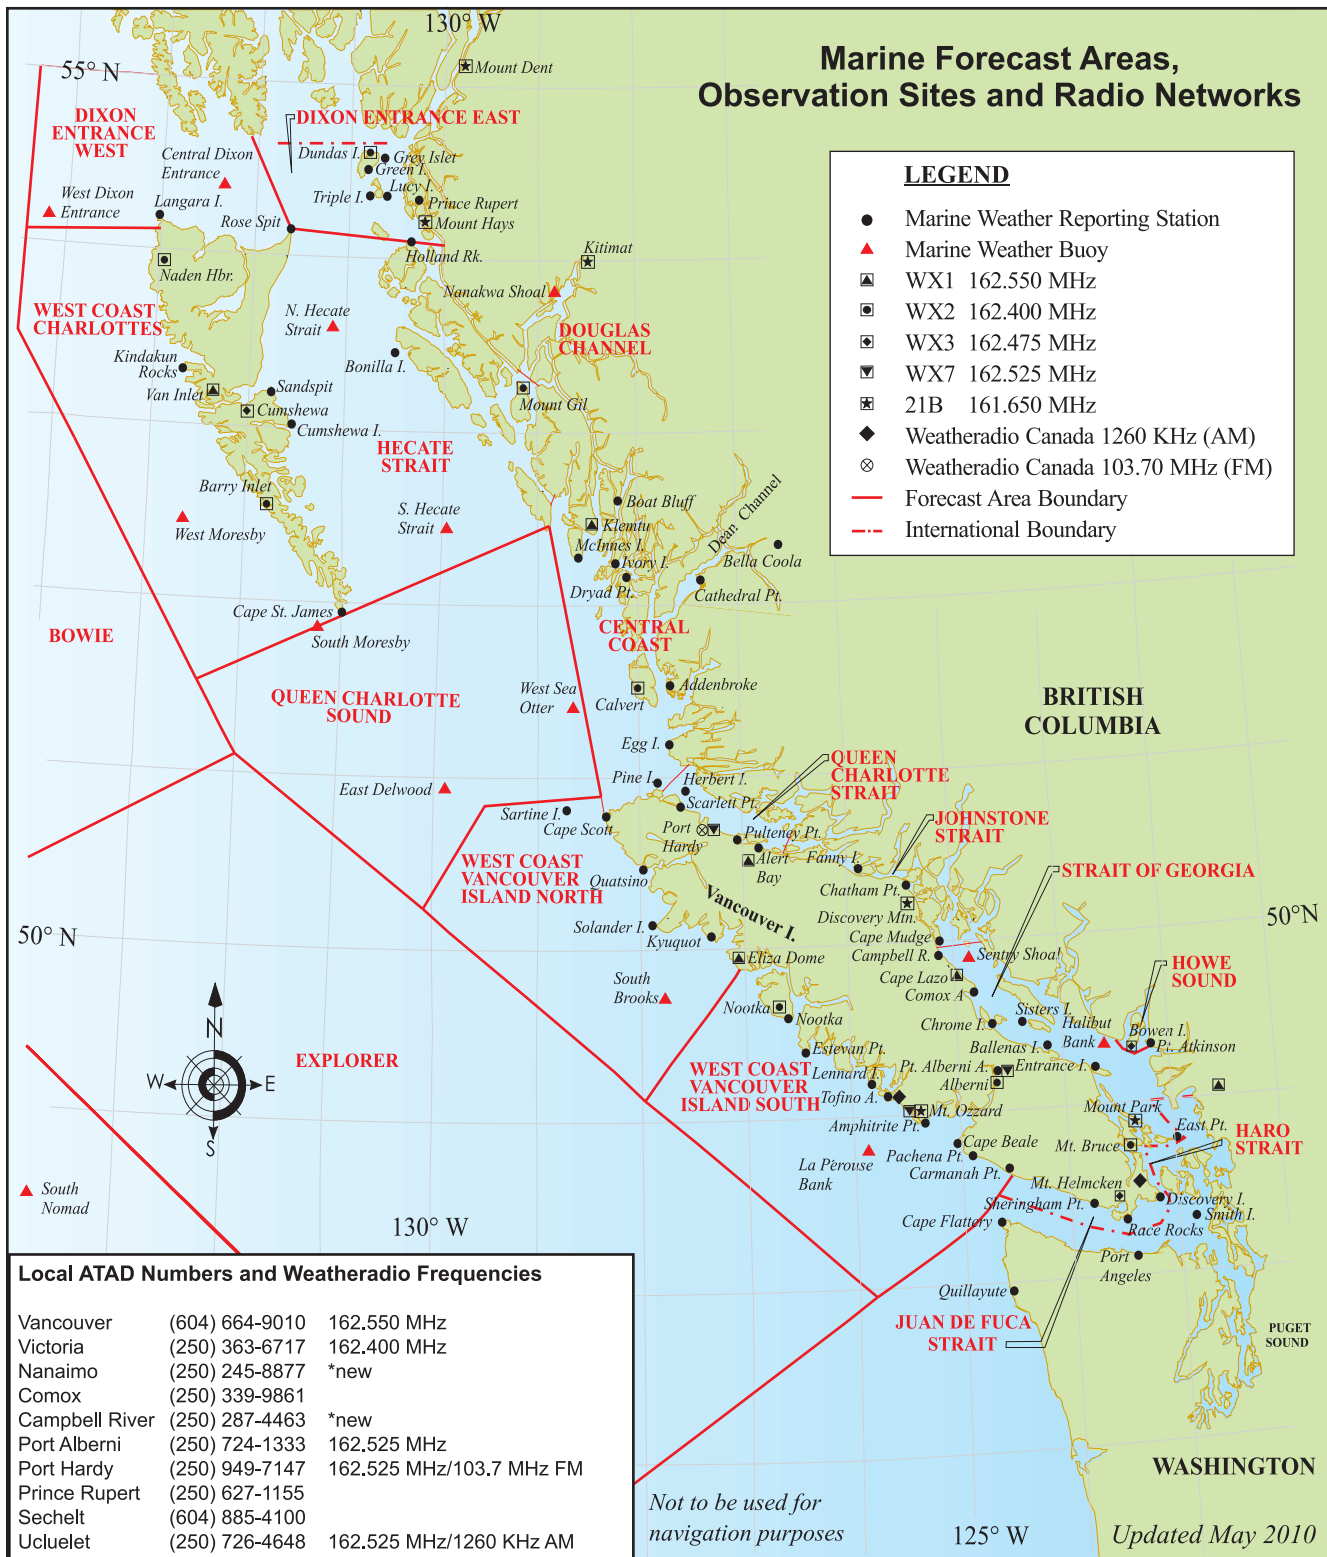 130° W
55° N
Marine Forecast Areas,
Observation Sites and Radio Networks
Mount Dent
DIXON
ENTRANCE
WEST
DIXON ENTRANCE EAST
Central Dixon
Entrance
West Dixon
Entrance
Langara I.
Dundas I.
Grey Islet
Green I.
Lucy I.
Triple I.
Prince Rupert
Mount Hays
Rose Spit
Holland Rk.
Kitimat
Naden Hbr.
Nanakwa Shoal
WEST COAST
CHARLOTTES
N. Hecate
Strait
DOUGLAS
CHANNEL
Kindakun
Rocks
Bonilla I.
Van Inlet
Sandspit
Mount Gil
Cumshewa
Cumshewa I.
HECATE
STRAIT
Barry Inlet
Boat Bluff
Dean Channel
S. Hecate
Strait
West Moresby
Klemtu
McInnes I.
Ivory I.
Bella Coola
Dryad Pt.
Cathedral Pt.
Cape St. James
BOWIE
South Moresby
CENTRAL
COAST
LEGEND
Marine Weather Reporting Station
Marine Weather Buoy
WX1 162.550 MHz
WX2 162.400 MHz
WX3 162.475 MHz
WX7 162.525 MHz
21B 161.650 MHz
Weatheradio Canada 1260 KHz (AM)
Weatheradio Canada 103.70 MHz (FM)
Forecast Area Boundary
International Boundary
QUEEN CHARLOTTE
SOUND
West Sea
Otter
Addenbroke
Calvert
BRITISH
COLUMBIA
Egg I.
QUEEN
CHARLOTTE
STRAIT
Pine I.
Herbert I.
East Delwood
Scarlett Pt.
Sartine I.
Cape Scott
Port
Hardy
Pulteney Pt.
JOHNSTONE
STRAIT
Alert
Bay
Fanny I.
WEST COAST
VANCOUVER
ISLAND NORTH
STRAIT OF GEORGIA
Quatsino
Chatham Pt.
Vancouver I.
Discovery Mtn.
50°N
Solander I.
50° N
Kyuquot
Cape Mudge
Campbell R.
Sentry Shoal
Eliza Dome
HOWE
SOUND
Cape Lazo
South
Brooks
Comox A
Nootka
Nootka
Sisters I.
Chrome I.
Halibut
Bank
Bowen I.
Pt. Atkinson
N
W
E
S
EXPLORER
Estevan Pt.
Ballenas I.
WEST COAST
VANCOUVER
ISLAND SOUTH
Lennard I.
Pt. Alberni A.
Entrance I.
Alberni
Tofino A.
Mt. Ozzard
Mount Park
Amphitrite Pt.
East Pt.
HARO
STRAIT
Cape Beale
Mt. Bruce
La Perouse
Bank
Pachena Pt.
Carmanah Pt.
Mt. Helmcken
South
Nomad
Sheringham Pt.
Discovery I.
Smith I.
130° W
Cape Flattery
Race Rocks
Port
Angeles
Quillayute
JUAN DE FUCA
STRAIT
PUGET
SOUND
Local ATAD Numbers and Weatheradio Frequencies
Vancouver (604) 664-9010 162.550 MHz
Victoria (250) 363-6717 162.400 MHz
Nanaimo (250) 245-8877 *new
Comox (250) 339-9861
Campbell River (250) 287-4463 *new
Port Alberni (250) 724-1333 162.525 MHz
Port Hardy (250) 949-7147 162.525 MHz/103.7 MHz FM
Prince Rupert (250) 627-1155
Sechelt (604) 885-4100
Ucluelet (250) 726-4648 162.525 MHz/1260 KHz AM
WASHINGTON
Not to be used for
navigation purposes
125° W
Updated May 2010